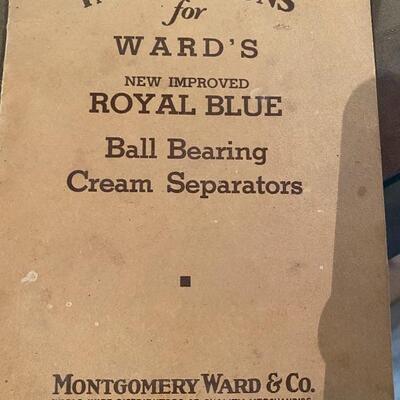 for
WARD'S
NEW IMPROVED
ROYAL BLUE
Ball Bearing
Cream Separators
MONTGOMERY WARD & CO.